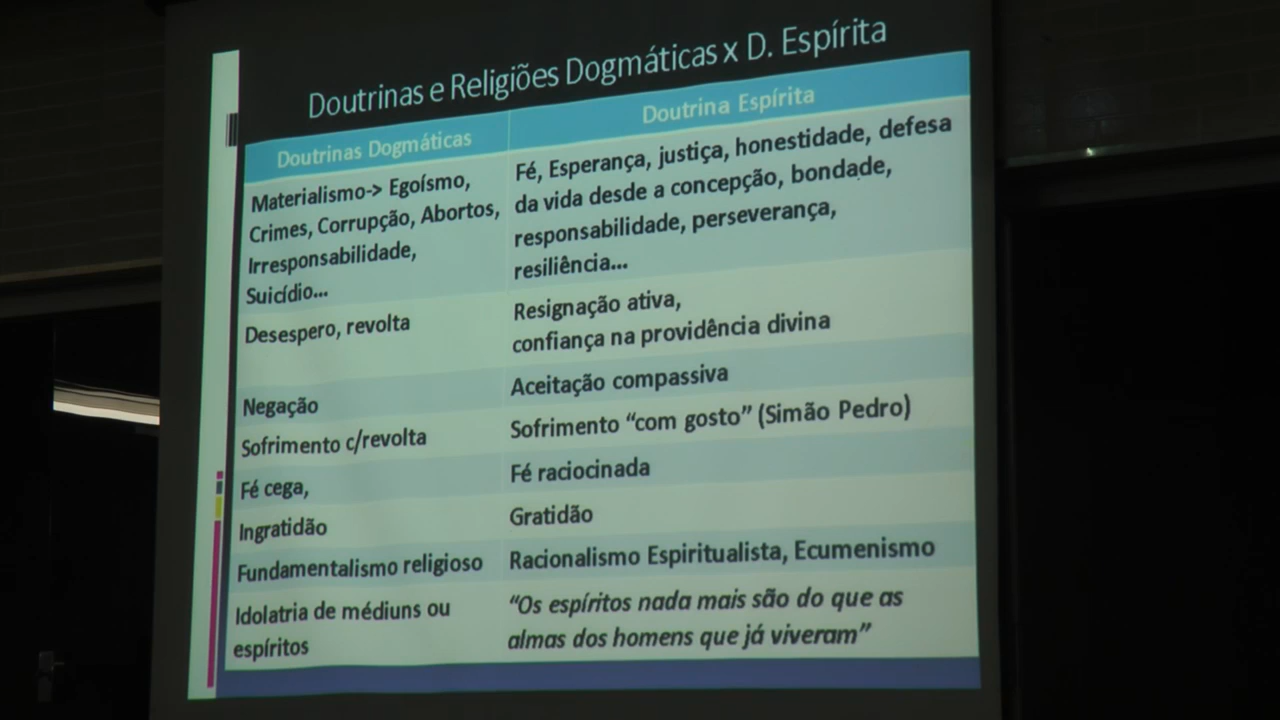 Doutrinas e Religiões Dogmáticas x D. Espírita
Doutrinas Dogmáticas
Doutrina Espírita
Materialismo-> Egoísmo,
Crimes, Corrupção, Abortos,
Irresponsabilidade,
Suicídio...
Fé, Esperança, justiça, honestidade, defesa
da vida desde a concepção, bondade,
responsabilidade, perseverança,
resiliência...
Desespero, revolta
Resignação ativa,
confiança na providência divina
Negação
Aceitação compassiva
Sofrimento c/revolta
Sofrimento “com gosto” (Simão Pedro)
Fé cega,
Fé raciocinada
Ingratidão
Gratidão
Fundamentalismo religioso
Racionalismo Espiritualista, Ecumenismo
Idolatria de médiuns ou
espíritos
“Os espíritos nada mais são do que as
almas dos homens que já viveram”